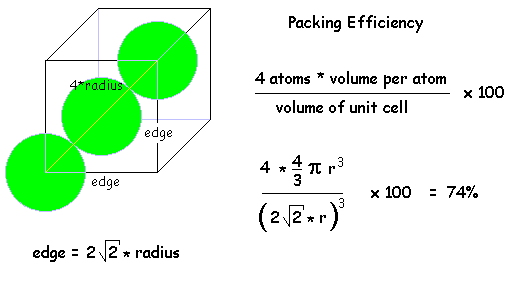 Packing Efficiency
4*radius
edge
edge
edge = 2√2 * radius
4 atoms * volume per atom
volume of unit cell
x 100
4 * 4/3 π r³
(2√2 * r)³
x 100 = 74%